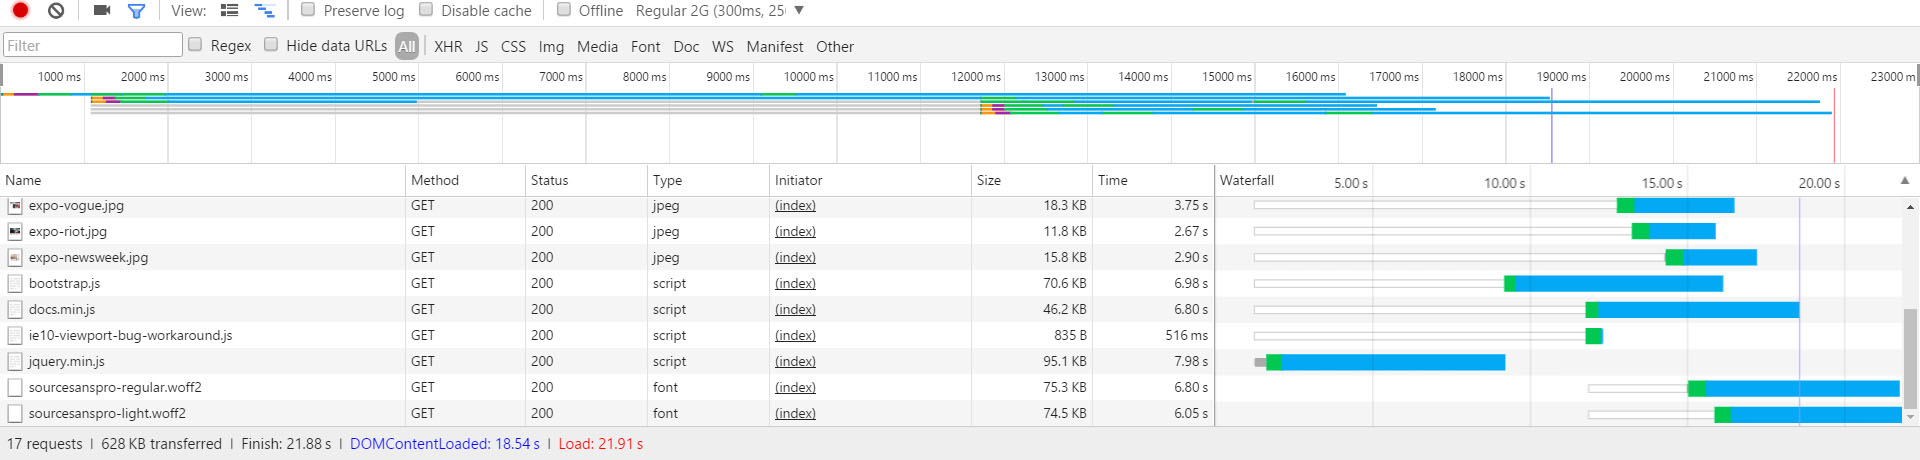 View: Preserve log Disable cache Offline Regular 2G (300ms, 25 ▼
Filter Regex Hide data URLs All XHR JS CSS Img Media Font Doc WS Manifest Other
1000 ms 2000 ms 3000 ms 4000 ms 5000 ms 6000 ms 7000 ms 8000 ms 9000 ms 10000 ms 11000 ms 12000 ms 13000 ms 14000 ms 15000 ms 16000 ms 17000 ms 18000 ms 19000 ms 20000 ms 21000 ms 22000 ms 23000 m
Name Method Status Type Initiator Size Time Waterfall 5.00 s 10.00 s 15.00 s 20.00 s ▲
expo-vogue.jpg GET 200 jpeg (index) 18.3 KB 3.75 s
expo-riot.jpg GET 200 jpeg (index) 11.8 KB 2.67 s
expo-newsweek.jpg GET 200 jpeg (index) 15.8 KB 2.90 s
bootstrap.js GET 200 script (index) 70.6 KB 6.98 s
docs.min.js GET 200 script (index) 46.2 KB 6.80 s
ie10-viewport-bug-workaround.js GET 200 script (index) 835 B 516 ms
jquery.min.js GET 200 script (index) 95.1 KB 7.98 s
sourcesanspro-regular.woff2 GET 200 font (index) 75.3 KB 6.80 s
sourcesanspro-light.woff2 GET 200 font (index) 74.5 KB 6.05 s
17 requests | 628 KB transferred | Finish: 21.88 s | DOMContentLoaded: 18.54 s | Load: 21.91 s